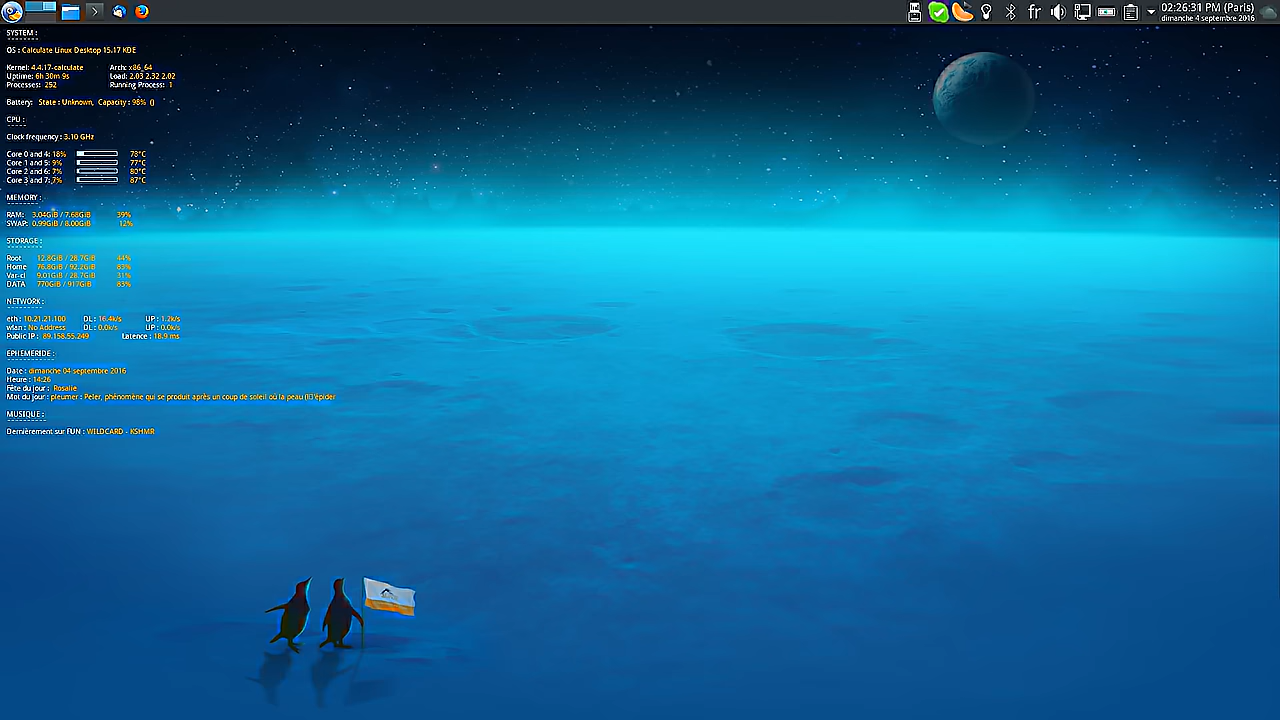 fr
02:26:31 PM (Paris)
dimanche 4 septembre 2016
SYSTEM :
OS : Calculate Linux Desktop 15.17 KDE
Kernel: 4.4.17-calculate Arch: x86_64
Uptime: 6h 30m 9s Load: 2.03 2.32 2.02
Processes: 252 Running Process: 1
Battery: State : Unknown, Capacity : 98% ()
CPU :
Clock frequency : 3.10 GHz
Core 0 and 4: 18% 78°C
Core 1 and 5: 9% 77°C
Core 2 and 6: 7% 80°C
Core 3 and 7: 7% 87°C
MEMORY :
RAM: 3.04GiB / 7.68GiB 39%
SWAP: 0.99GiB / 8.00GiB 12%
STORAGE :
Root 12.8GiB / 28.7GiB 44%
Home 76.8GiB / 92.2GiB 83%
Var-cl 9.01GiB / 28.7GiB 31%
DATA 770GiB / 917GiB 83%
NETWORK :
eth : 10.21.21.100 DL : 16.4k/s UP : 1.2k/s
wlan : No Address DL : 0.0k/s UP : 0.0k/s
Public IP : 89.158.55.249 Latence : 18.9 ms
EPHEMERIDE :
Date : dimanche 04 septembre 2016
Heure : 14:26
Fête du jour : Rosalie
Mot du jour : pleumer : Peler, phénomène qui se produit après un coup de soleil où la peau (l'épider
MUSIQUE :
Dernièrement sur FUN : WILDCARD - KSHMR